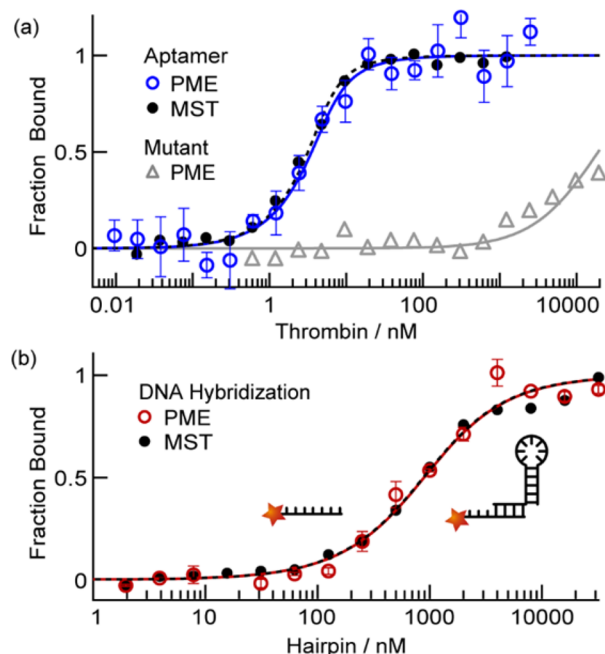 (a)
Aptamer
PME
MST
Mutant
PME
Fraction Bound
1
0.5
0
0.01
1
100
10000
Thrombin / nM
(b)
DNA Hybridization
PME
MST
Fraction Bound
1
0.5
0
1
10
100
1000
10000
Hairpin / nM